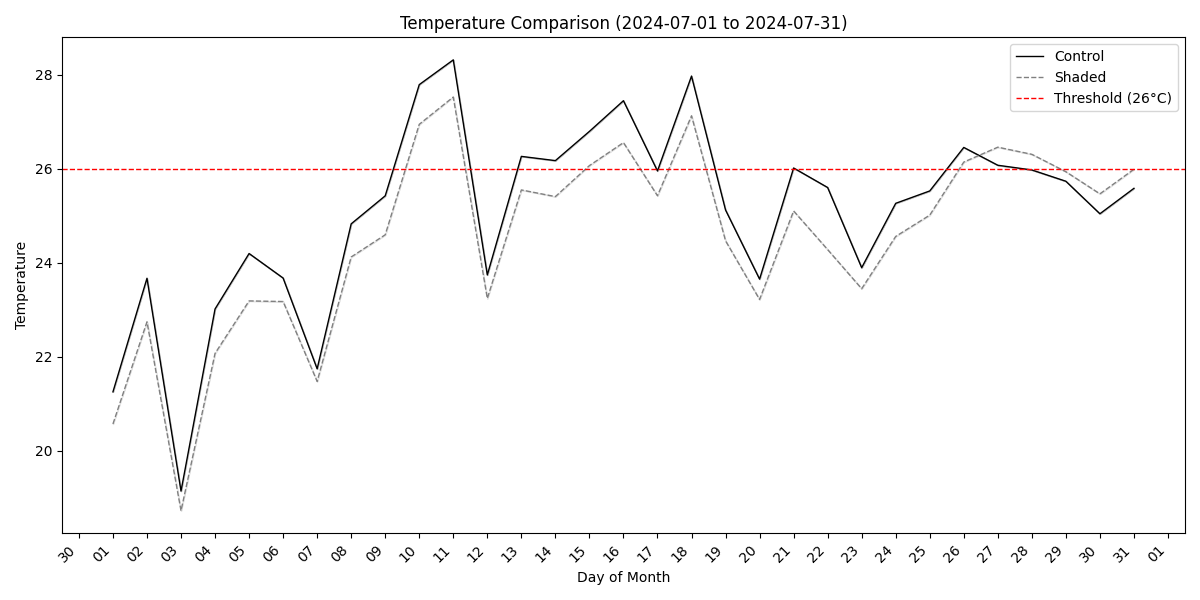 Temperature Comparison (2024-07-01 to 2024-07-31)
Control
Shaded
Threshold (26°C)
Temperature
28
26
24
22
20
30 01 02 03 04 05 06 07 08 09 10 11 12 13 14 15 16 17 18 19 20 21 22 23 24 25 26 27 28 29 30 31 01
Day of Month